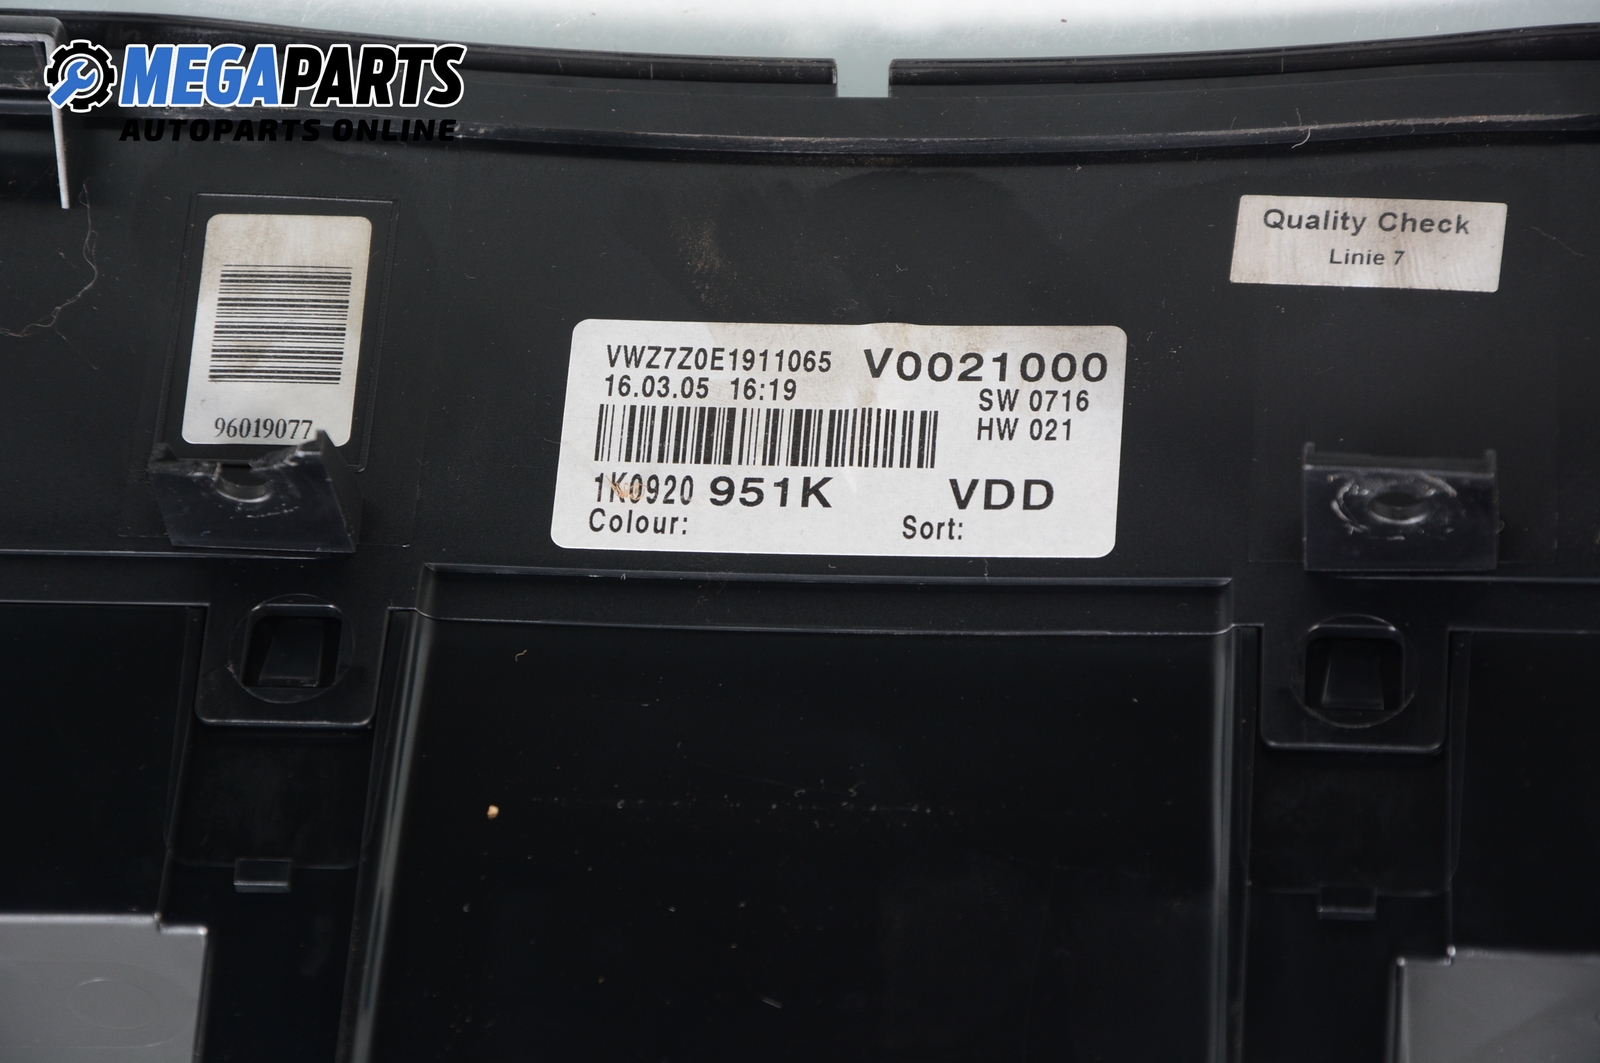 MEGAPARTS
AUTOPARTS ONLINE
Quality Check
Linie 7
96019077
VWZ7Z0E1911065 V0021000
16.03.05 16:19 SW 0716
HW 021
1K0920 951K VDD
Colour: Sort: